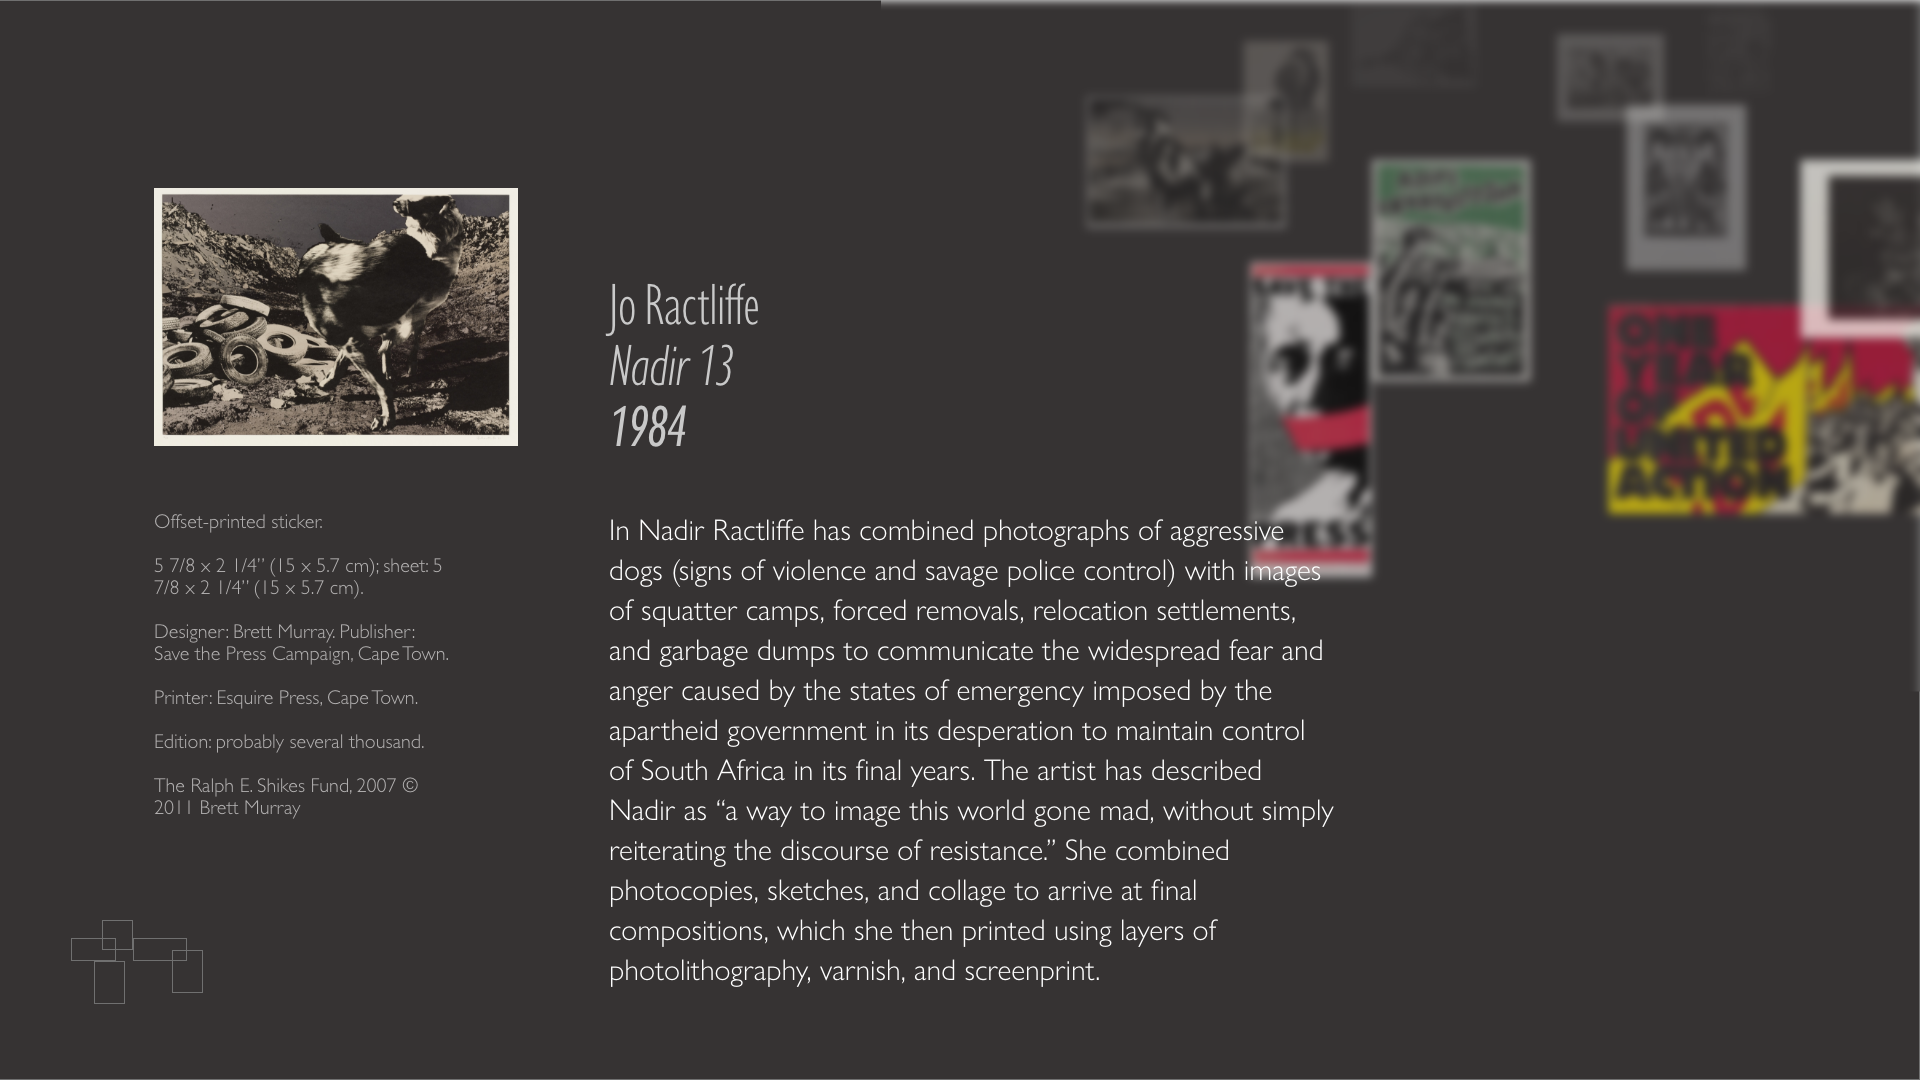 Jo Ractliffe
Nadir 13
1984
Offset-printed sticker.
5 7/8 x 2 1/4” (15 x 5.7 cm); sheet: 5
7/8 x 2 1/4” (15 x 5.7 cm).
Designer: Brett Murray. Publisher:
Save the Press Campaign, Cape Town.
Printer: Esquire Press, Cape Town.
Edition: probably several thousand.
The Ralph E. Shikes Fund, 2007 ©
2011 Brett Murray
In Nadir Ractliffe has combined photographs of aggressive
dogs (signs of violence and savage police control) with images
of squatter camps, forced removals, relocation settlements,
and garbage dumps to communicate the widespread fear and
anger caused by the states of emergency imposed by the
apartheid government in its desperation to maintain control
of South Africa in its final years. The artist has described
Nadir as “a way to image this world gone mad, without simply
reiterating the discourse of resistance.” She combined
photocopies, sketches, and collage to arrive at final
compositions, which she then printed using layers of
photolithography, varnish, and screenprint.
ONE
YEAR
OF
UNITED
ACTION